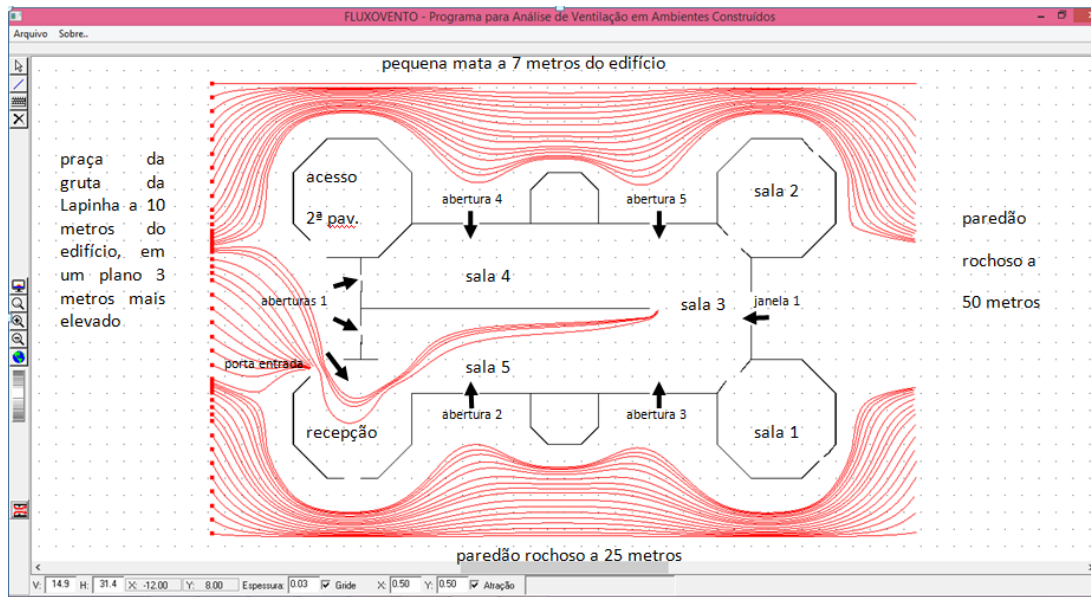 FLUXOVENTO - Programa para Análise de Ventilação em Ambientes Construídos
Arquivo Sobre..
pequena mata a 7 metros do edifício
praça da
gruta da
Lapinha a 10
metros do
edifício, em
um plano 3
metros mais
elevado
acesso
2ª pav.
abertura 4
abertura 5
sala 2
paredão
rochoso a
50 metros
sala 4
aberturas 1
sala 3
janela 1
porta entrada
sala 5
abertura 2
abertura 3
recepção
sala 1
paredão rochoso a 25 metros
V: 14.9 H: 31.4 X: -12.00 Y: 8.00 Espessura: 0.03 Gride X: 0.50 Y: 0.50 Atração